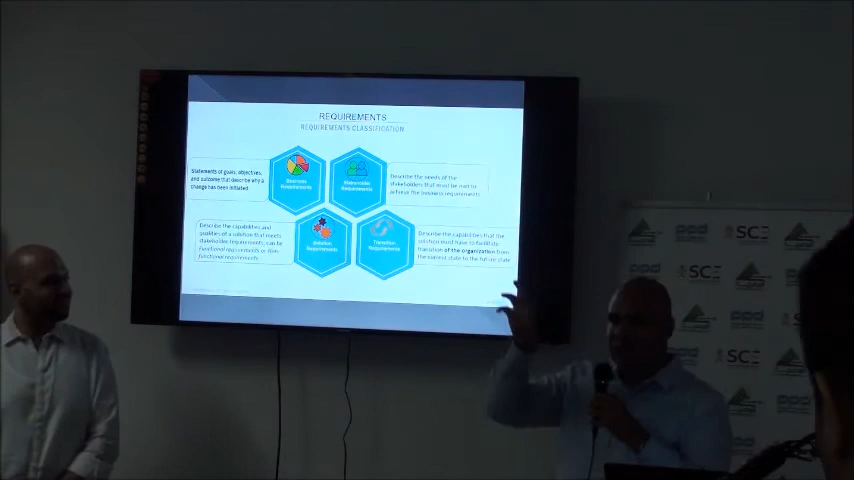 REQUIREMENTS
REQUIREMENTS CLASSIFICATION
Statements of goals, objectives,
and outcome that describe why a
change has been initiated
Business
Requirements
Stakeholder
Requirements
Describe the needs of the
stakeholders that must be met to
achieve the business requirements
Describe the capabilities and
qualities of a solution that meets
stakeholder requirements; can be
Functional requirements or Non-
functional requirements
Solution
Requirements
Transition
Requirements
Describe the capabilities that the
solution must have to facilitate
transition of the organization from
the current state to the future state
SCE
SCE
SCE